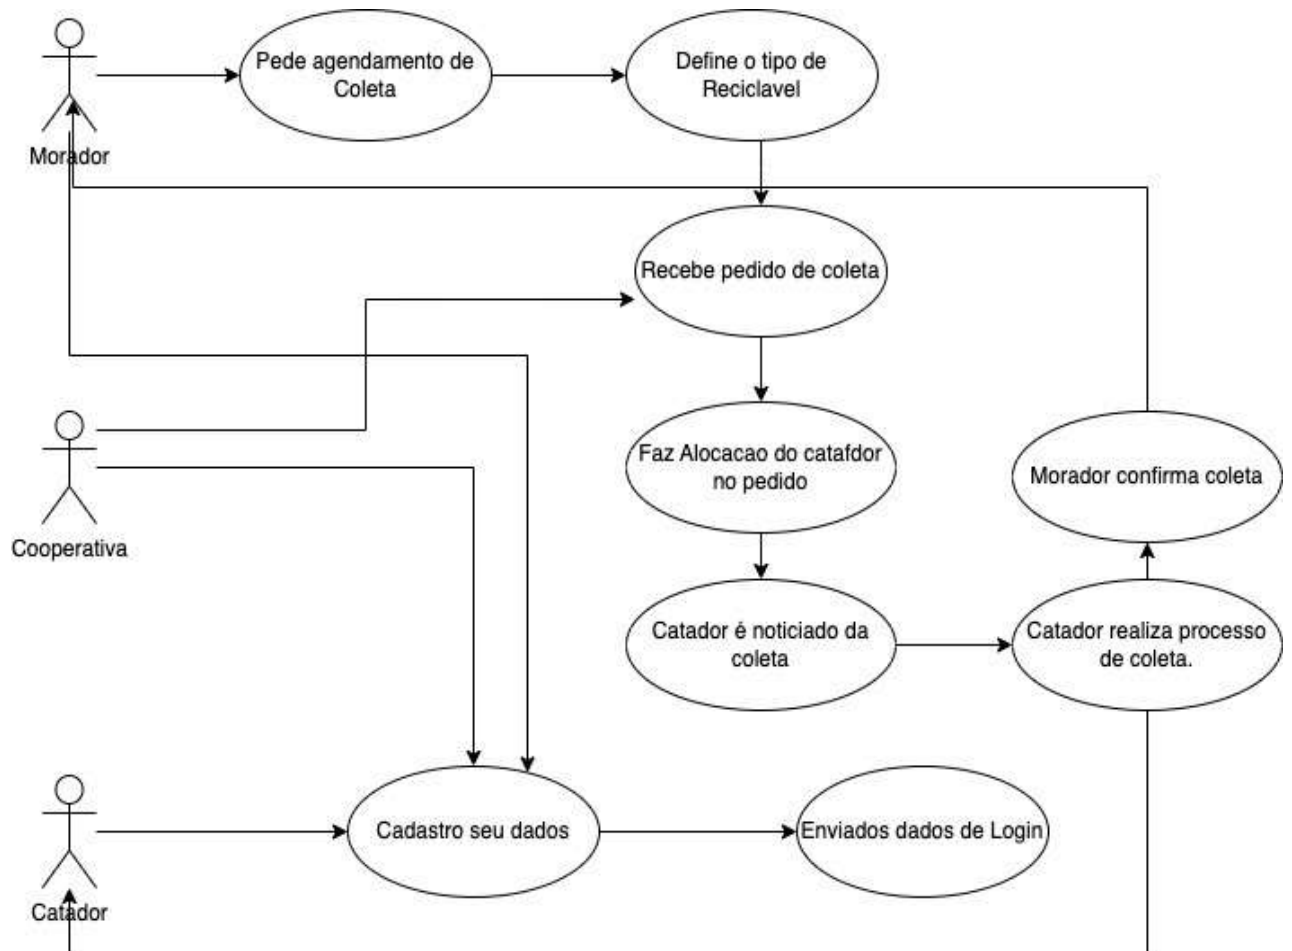 Pede agendamento de
Coleta
Define o tipo de
Reciclavel
Morador
Recebe pedido de coleta
Faz Alocacao do catafdor
no pedido
Morador confirma coleta
Cooperativa
Catador é noticiado da
coleta
Catador realiza processo
de coleta.
Cadastro seu dados
Enviados dados de Login
Catador